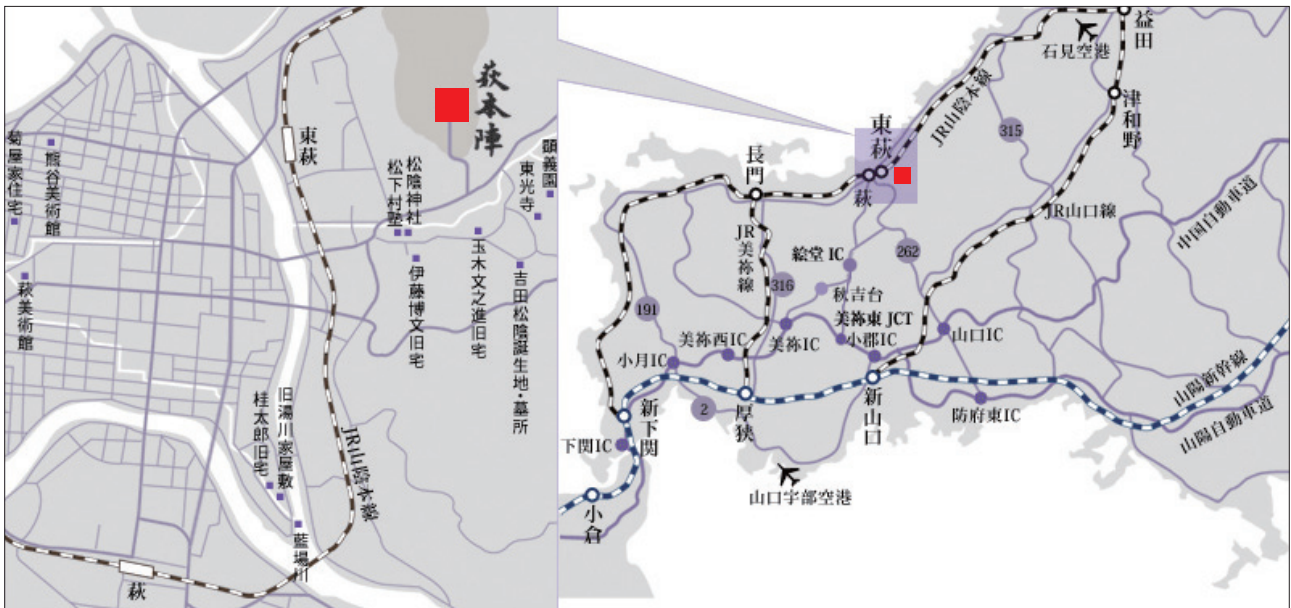 萩本陣
東萩
菊屋家住宅
熊谷美術館
萩美術館
松陰神社
松下村塾
伊藤博文旧宅
玉木文之進旧宅
東光寺
吉田松陰誕生地・墓所
旧湯川家屋敷
桂太郎旧宅
藍場川
JR山陰本線
萩
益田
石見空港
津和野
JR山陰本線
315
東萩
萩
長門
JR山口線
中国自動車道
JR美祢線
絵堂 IC
262
316
秋吉台
191
美祢東 JCT
美祢西IC
美祢IC
小郡IC
山口IC
小月IC
山陽新幹線
山陽自動車道
2
新下関
厚狭
新山口
防府東IC
下関IC
山口宇部空港
小倉